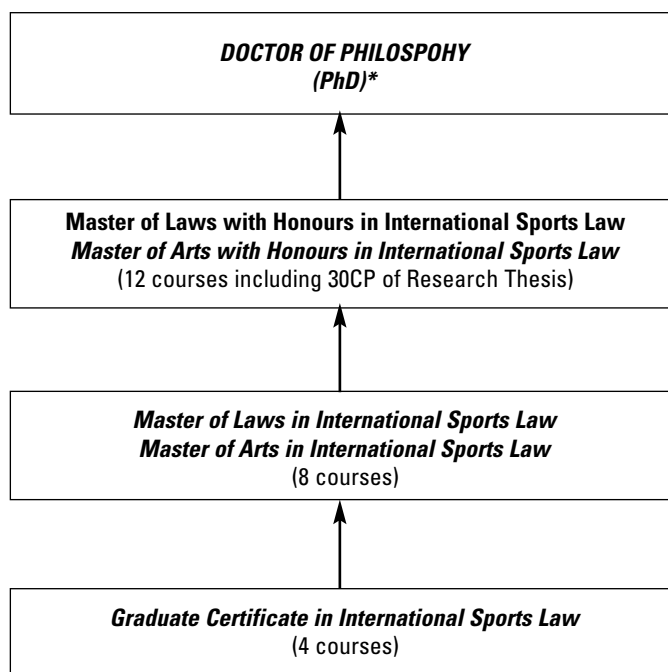 DOCTOR OF PHILOSPOHY
(PhD)*
Master of Laws with Honours in International Sports Law
Master of Arts with Honours in International Sports Law
(12 courses including 30CP of Research Thesis)
Master of Laws in International Sports Law
Master of Arts in International Sports Law
(8 courses)
Graduate Certificate in International Sports Law
(4 courses)